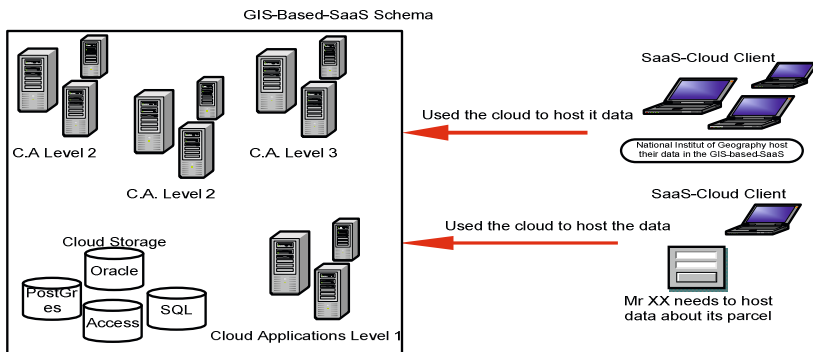 GIS-Based-SaaS Schema
C.A Level 2
C.A. Level 2
C.A. Level 3
Cloud Storage
Oracle
PostGr
es
Access
SQL
Cloud Applications Level 1
Used the cloud to host it data
Used the cloud to host the data
SaaS-Cloud Client
National Institut of Geography host
their data in the GIS-based-SaaS
SaaS-Cloud Client
Mr XX needs to host
data about its parcel